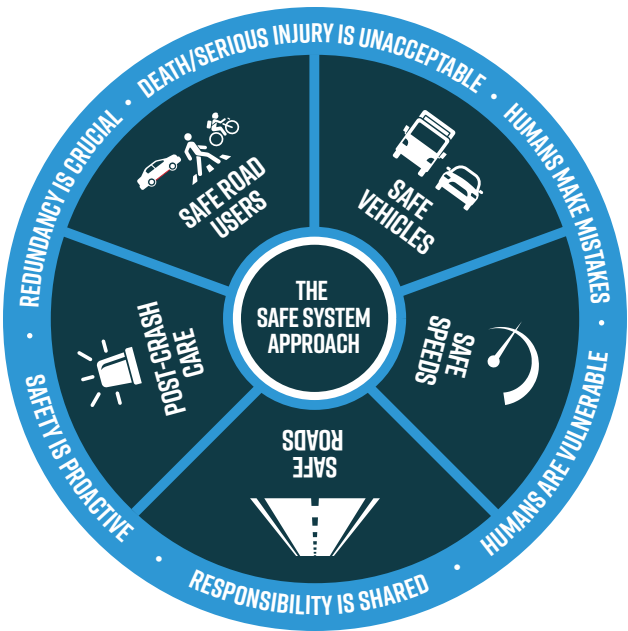 DEATH/SERIOUS INJURY IS UNACCEPTABLE
HUMANS MAKE MISTAKES
HUMANS ARE VULNERABLE
RESPONSIBILITY IS SHARED
SAFETY IS PROACTIVE
REDUNDANCY IS CRUCIAL
SAFE ROAD
USERS
SAFE
VEHICLES
SAFE
SPEEDS
SAFE
ROADS
POST-CRASH
CARE
THE
SAFE SYSTEM
APPROACH